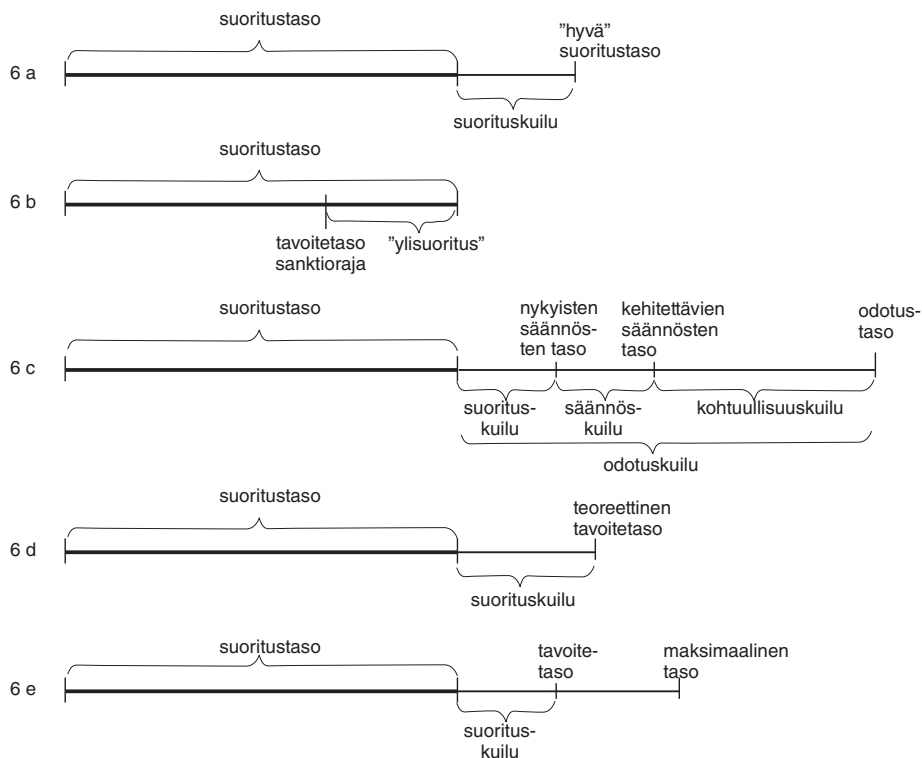 suoritustaso
”hyvä”
suoritustaso
6 a
suorituskuilu
suoritustaso
6 b
tavoitetaso
sanktioraja
”ylisuoritus”
suoritustaso
nykyisten
säännös-
ten taso
kehitettävien
säännösten
taso
odotus-
taso
6 c
suoritus-
kuilu
säännös-
kuilu
kohtuullisuuskuilu
odotuskuilu
suoritustaso
teoreettinen
tavoitetaso
6 d
suorituskuilu
suoritustaso
tavoite-
taso
maksimaalinen
taso
6 e
suoritus-
kuilu